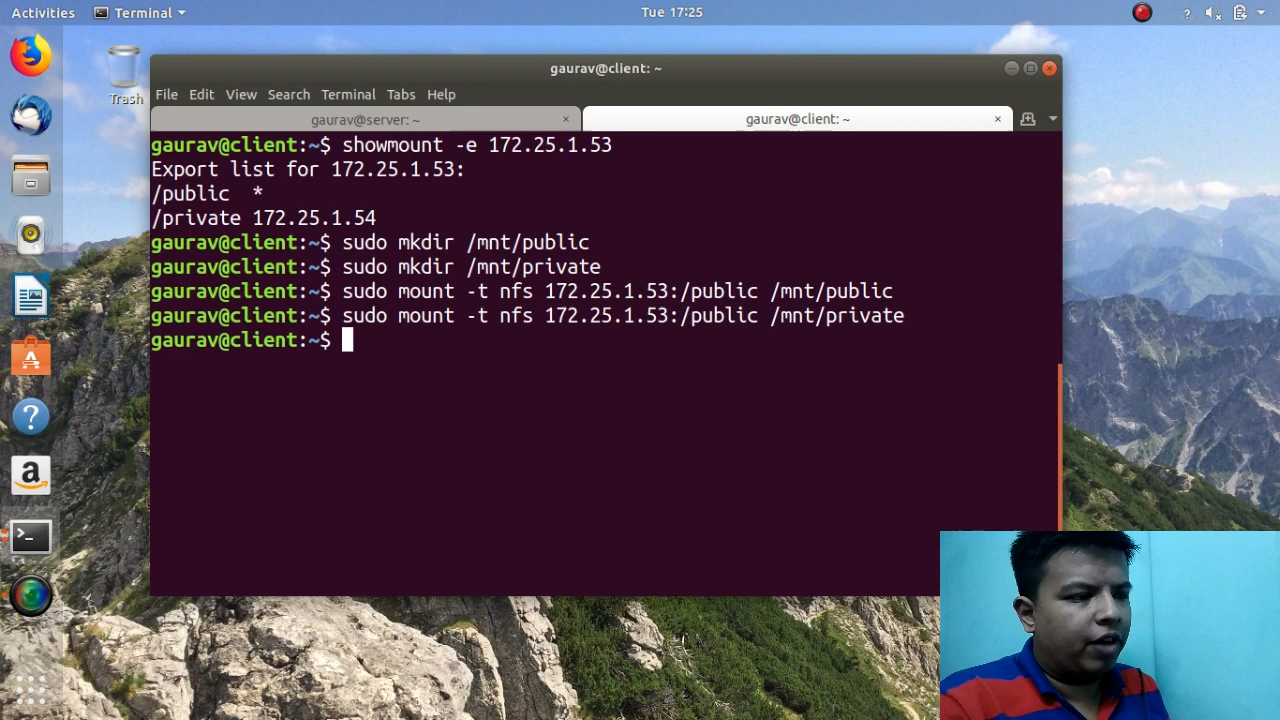 Activities Terminal Tue 17:25
Trash
gaurav@client: ~
File Edit View Search Terminal Tabs Help
gaurav@server: ~ × gaurav@client: ~ ×
gaurav@client:~$ showmount -e 172.25.1.53
Export list for 172.25.1.53:
/public *
/private 172.25.1.54
gaurav@client:~$ sudo mkdir /mnt/public
gaurav@client:~$ sudo mkdir /mnt/private
gaurav@client:~$ sudo mount -t nfs 172.25.1.53:/public /mnt/public
gaurav@client:~$ sudo mount -t nfs 172.25.1.53:/public /mnt/private
gaurav@client:~$